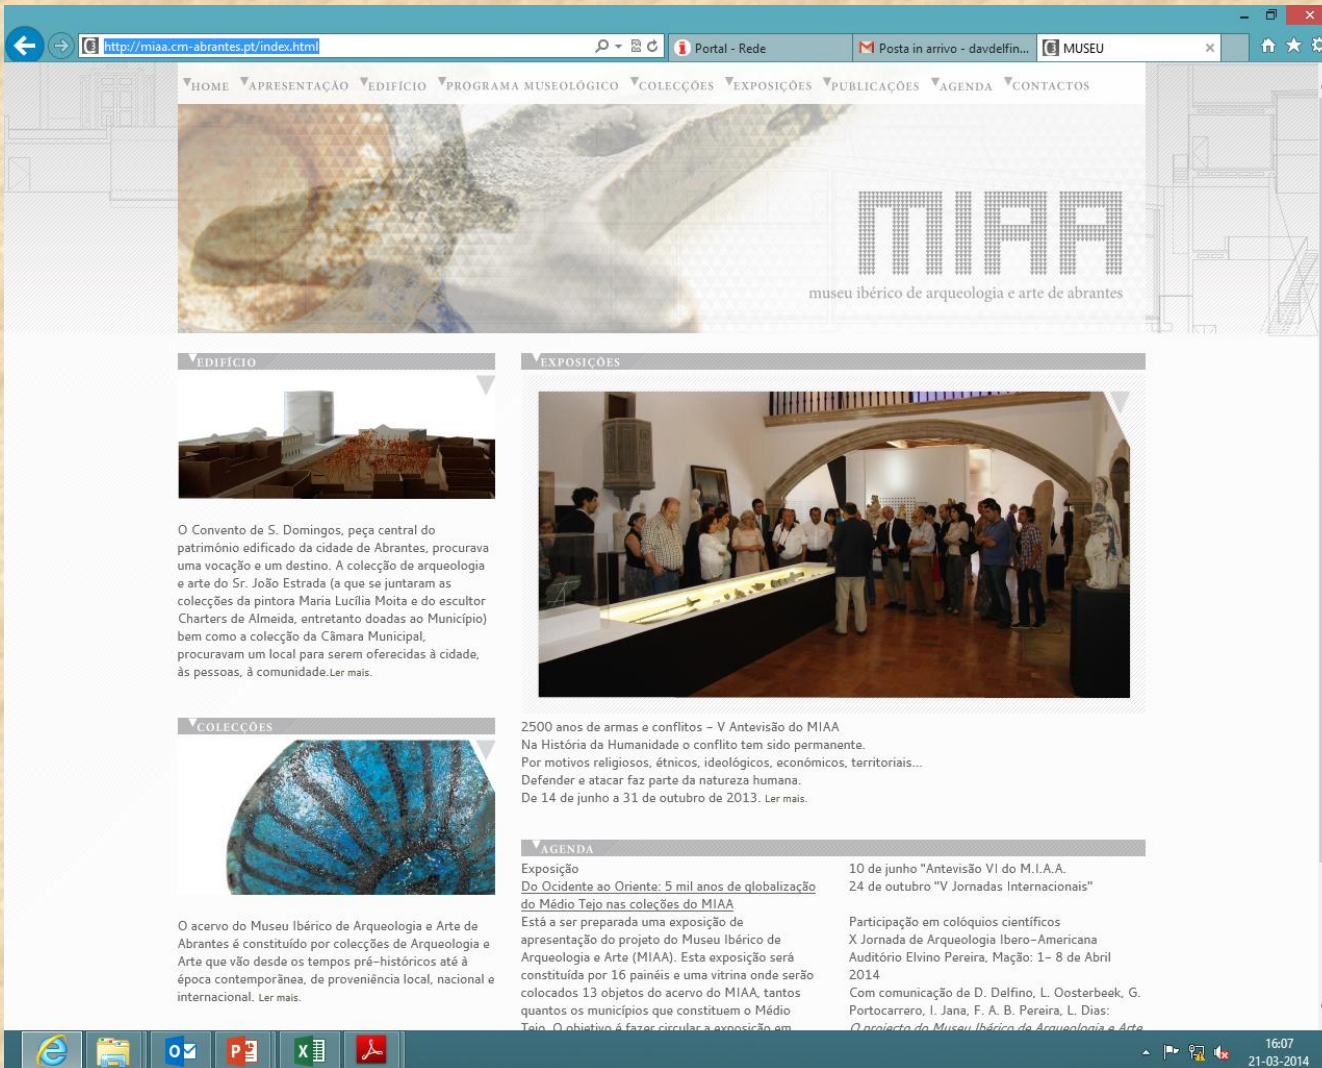 http://miaa.cm-abrantes.pt/index.html
Portal - Rede
Posta in arrivo - davdelfin...
MUSEU
HOME APRESENTAÇÃO EDIFÍCIO PROGRAMA MUSEOLÓGICO COLECÇÕES EXPOSIÇÕES PUBLICAÇÕES AGENDA CONTACTOS
MIAA
museu ibérico de arqueologia e arte de abrantes
EDIFÍCIO
O Convento de S. Domingos, peça central do
património edificado da cidade de Abrantes, procurava
uma vocação e um destino. A colecção de arqueologia
e arte do Sr. João Estrada (a que se juntaram as
colecções da pintora Maria Lucília Moita e do escultor
Charters de Almeida, entretanto doadas ao Município)
bem como a colecção da Câmara Municipal,
procuravam um local para serem oferecidas à cidade,
às pessoas, à comunidade.Ler mais.
COLECÇÕES
O acervo do Museu Ibérico de Arqueologia e Arte de
Abrantes é constituído por colecções de Arqueologia e
Arte que vão desde os tempos pré-históricos até à
época contemporânea, de proveniência local, nacional e
internacional. Ler mais.
EXPOSIÇÕES
2500 anos de armas e conflitos – V Antevisão do MIAA
Na História da Humanidade o conflito tem sido permanente.
Por motivos religiosos, étnicos, ideológicos, económicos, territoriais...
Defender e atacar faz parte da natureza humana.
De 14 de junho a 31 de outubro de 2013. Ler mais.
AGENDA
Exposição
Do Ocidente ao Oriente: 5 mil anos de globalização
do Médio Tejo nas coleções do MIAA
Está a ser preparada uma exposição de
apresentação do projeto do Museu Ibérico de
Arqueologia e Arte (MIAA). Esta exposição será
constituída por 16 painéis e uma vitrina onde serão
colocados 13 objetos do acervo do MIAA, tantos
quantos os municípios que constituem o Médio
Tejo. O objetivo é fazer circular a exposição em
10 de junho "Antevisão VI do M.I.A.A.
24 de outubro "V Jornadas Internacionais"
Participação em colóquios científicos
X Jornada de Arqueologia Ibero-Americana
Auditório Elvino Pereira, Mação: 1- 8 de Abril
2014
Com comunicação de D. Delfino, L. Oosterbeek, G.
Portocarrero, I. Jana, F. A. B. Pereira, L. Dias:
O projecto do Museu Ibérico de Arqueologia e Arte
16:07
21-03-2014